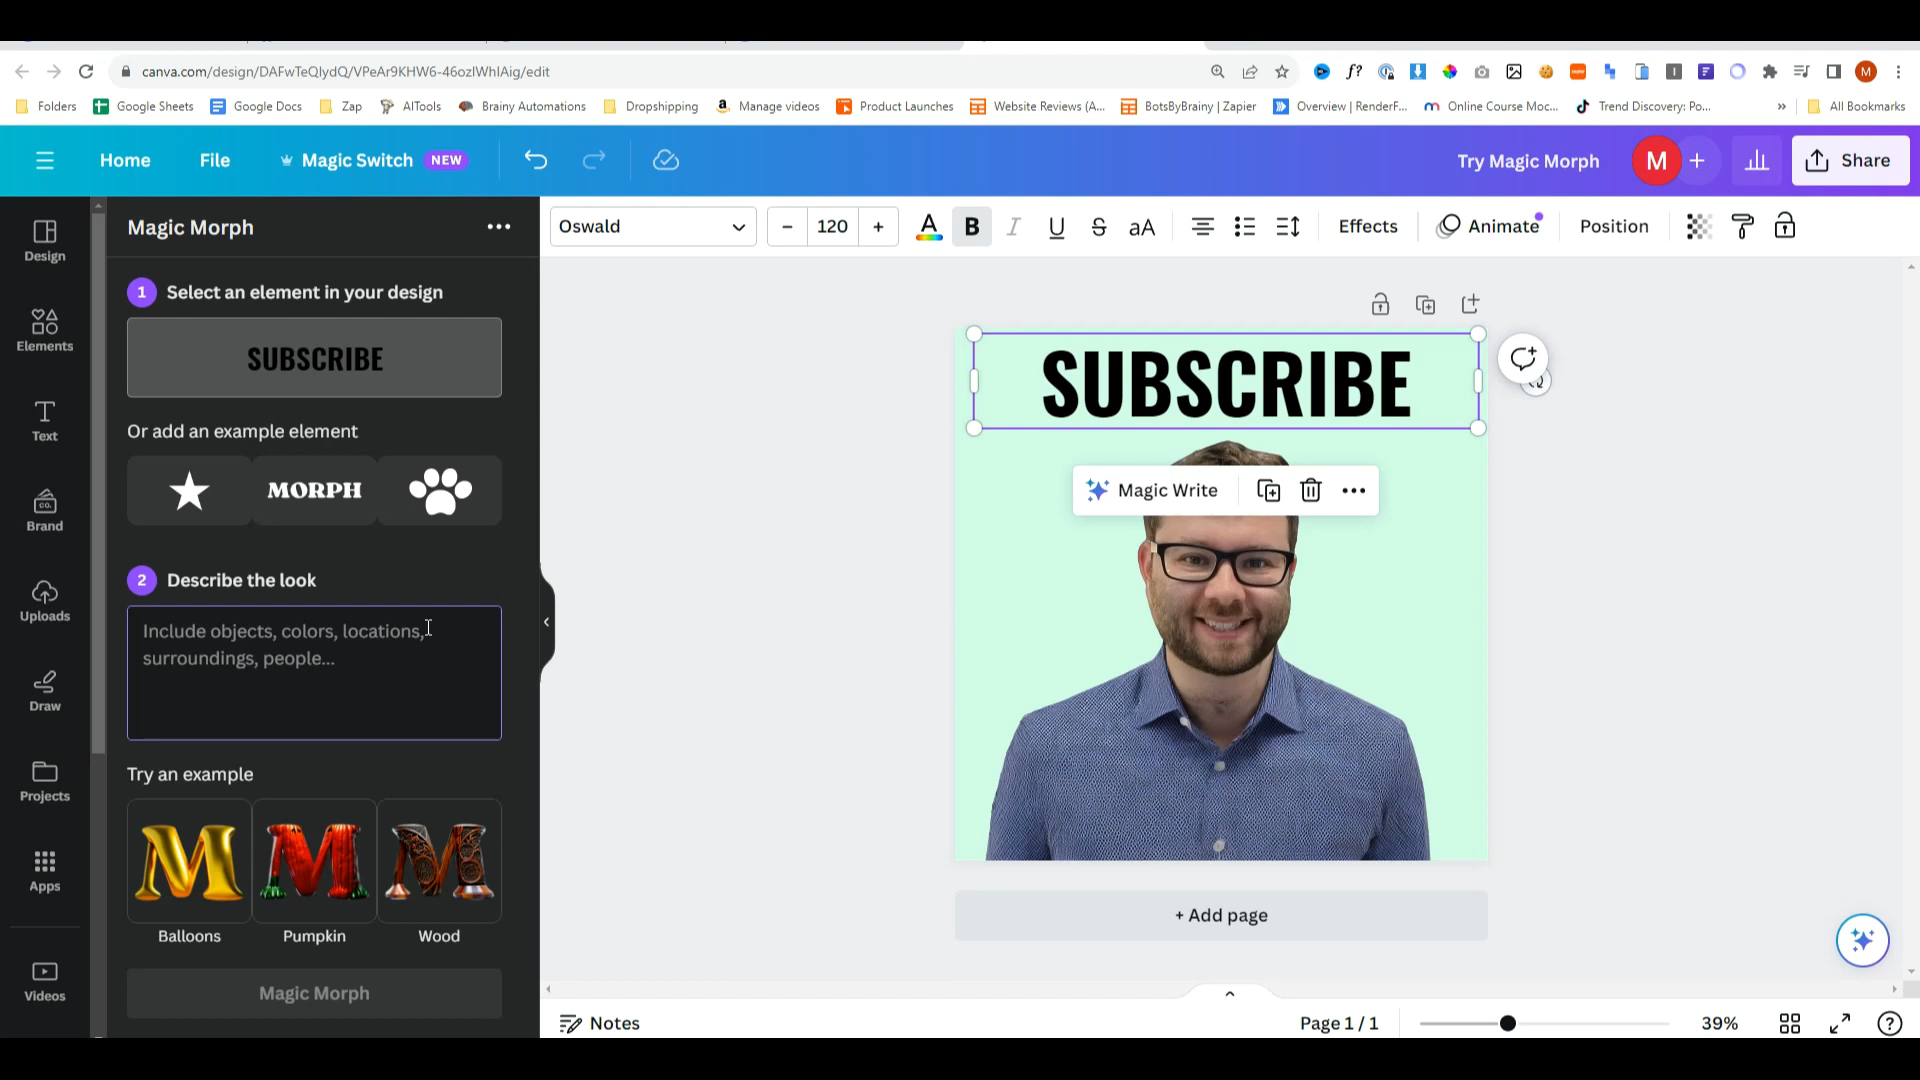 canva.com/design/DAFwTeQlydQ/VPeAr9KHW6-46ozIWhIAig/edit
Folders Google Sheets Google Docs Zap AITools Brainy Automations Dropshipping Manage videos Product Launches Website Reviews (A... BotsByBrainy | Zapier Overview | RenderF... Online Course Moc... Trend Discovery: Po... » All Bookmarks
Home File Magic Switch NEW Try Magic Morph M + Share
Design
Elements
Text
Brand
Uploads
Draw
Projects
Apps
Videos
Magic Morph
1 Select an element in your design
SUBSCRIBE
Or add an example element
MORPH
2 Describe the look
Include objects, colors, locations,
surroundings, people...
Try an example
Balloons Pumpkin Wood
Magic Morph
Oswald – 120 + A B I U S aA Effects Animate Position
SUBSCRIBE
Magic Write
+ Add page
Notes Page 1 / 1 39%